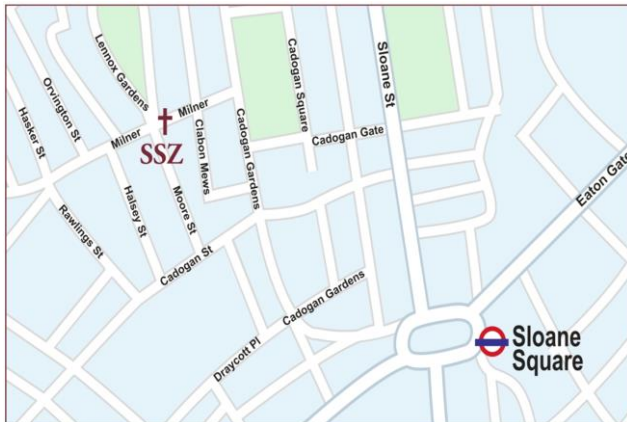 Lennox Gardens
Orvington St
Hasker St
Milner
Milner
SSZ
Clabon Mews
Cadogan Gardens
Cadogan Square
Sloane St
Cadogan Gate
Eaton Gate
Rawlings St
Halsey St
Moore St
Cadogan St
Cadogan Gardens
Draycott Pl
Sloane
Square